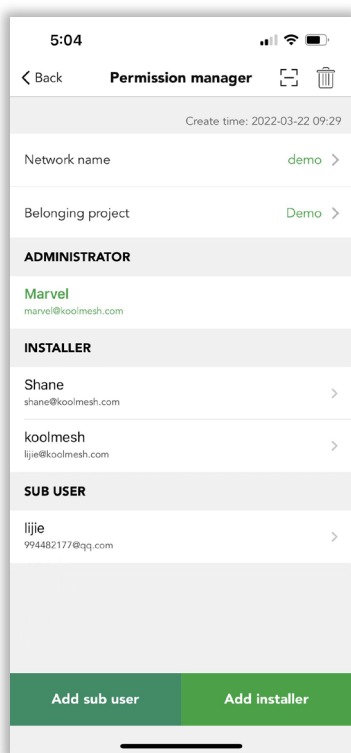 5:04
Back Permission manager
Create time: 2022-03-22 09:29
Network name demo
Belonging project Demo
ADMINISTRATOR
Marvel
marvel@koolmesh.com
INSTALLER
Shane
shane@koolmesh.com
koolmesh
lijie@koolmesh.com
SUB USER
lijie
994482177@qq.com
Add sub user Add installer